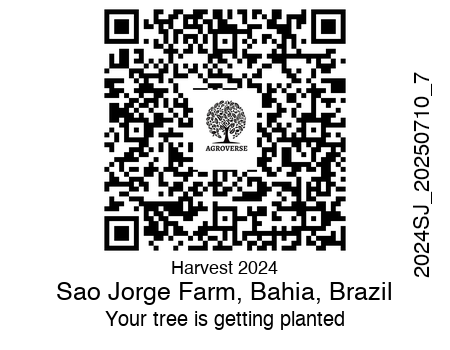 AGROVERSE
2024SJ_20250710_7
Harvest 2024
Sao Jorge Farm, Bahia, Brazil
Your tree is getting planted